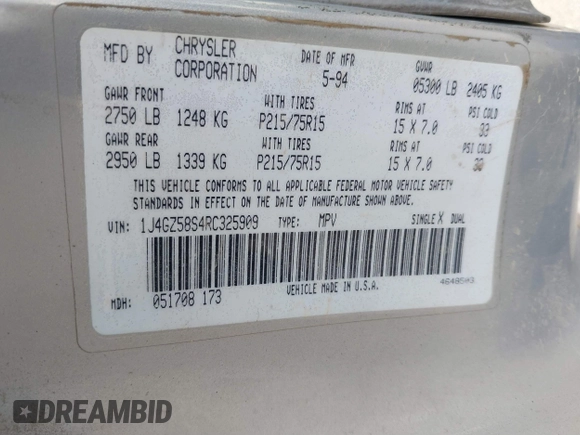 MFD BY CHRYSLER CORPORATION DATE OF MFR 5-94 GVWR 05300 LB 2405 KG
GAWR FRONT WITH TIRES RIMS AT PSI COLD
2750 LB 1248 KG P215/75R15 15 X 7.0 33
GAWR REAR WITH TIRES RIMS AT PSI COLD
2950 LB 1339 KG P215/75R15 15 X 7.0 33
THIS VEHICLE CONFORMS TO ALL APPLICABLE FEDERAL MOTOR VEHICLE SAFETY
STANDARDS IN EFFECT ON THE DATE OF MANUFACTURE SHOWN ABOVE.
VIN: 1J4GZ58S4RC325909 TYPE: MPV SINGLE X DUAL
MDH: 051708 173 VEHICLE MADE IN U.S.A.
DREAMBID